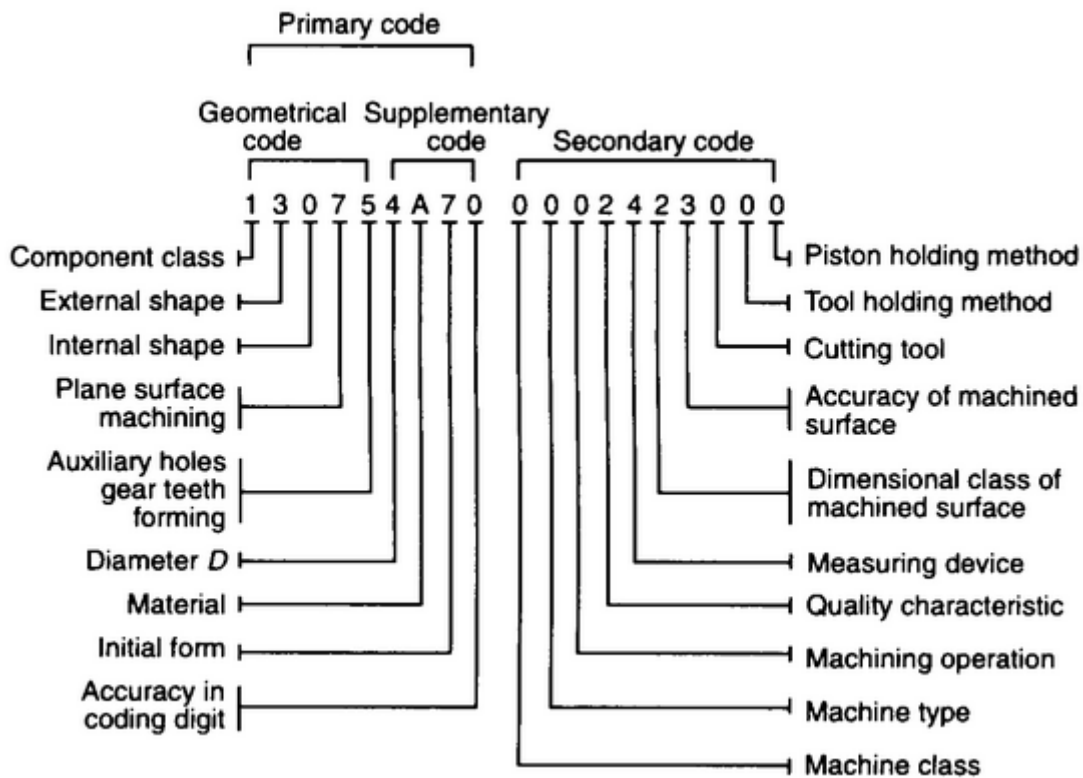 Primary code
Geometrical Supplementary
code code Secondary code
1 3 0 7 5 4 A 7 0 0 0 0 2 4 2 3 0 0 0
Component class
External shape
Internal shape
Plane surface
machining
Auxiliary holes
gear teeth
forming
Diameter D
Material
Initial form
Accuracy in
coding digit
Piston holding method
Tool holding method
Cutting tool
Accuracy of machined
surface
Dimensional class of
machined surface
Measuring device
Quality characteristic
Machining operation
Machine type
Machine class